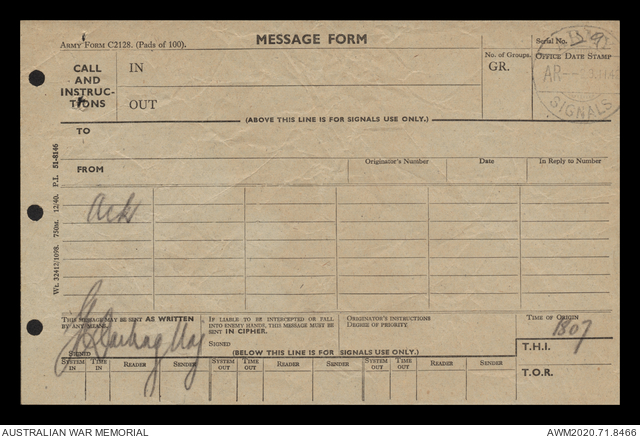 Army Form C2128. (Pads of 100).
MESSAGE FORM
Serial No.
CALL AND INSTRUC-TIONS
IN
OUT
No. of Groups.
GR.
Office Date Stamp
AR
SIGNALS
(ABOVE THIS LINE IS FOR SIGNALS USE ONLY.)
TO
FROM
Originator's Number
Date
In Reply to Number
Wt. 32412/1098. 750m. 12/40. P.I. 51-8146
Ack
THIS MESSAGE MAY BE SENT AS WRITTEN
BY ANY MEANS.
SIGNED
Maj
IF LIABLE TO BE INTERCEPTED OR FALL
INTO ENEMY HANDS, THIS MESSAGE MUST BE
SENT IN CIPHER.
SIGNED
ORIGINATOR'S INSTRUCTIONS
DEGREE OF PRIORITY.
TIME OF ORIGIN
1807
T.H.I.
T.O.R.
(BELOW THIS LINE IS FOR SIGNALS USE ONLY.)
SYSTEM IN
TIME IN
READER
SENDER
SYSTEM OUT
TIME OUT
READER
SENDER
SYSTEM OUT
TIME OUT
READER
SENDER
AUSTRALIAN WAR MEMORIAL
AWM2020.71.8466